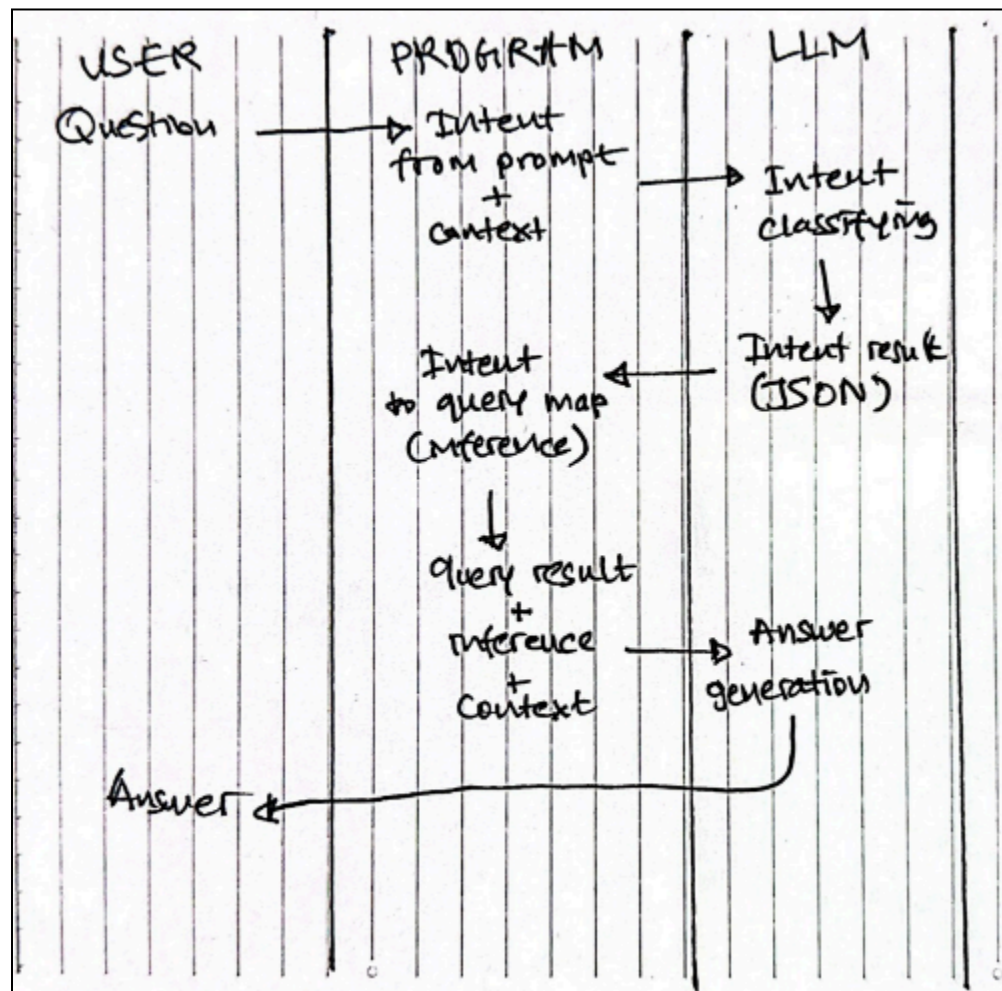 USER
PROGRAM
LLM
Question
Intent
from prompt
+
context
Intent
classifying
Intent result
(JSON)
Intent
to query map
(inference)
Query result
+
inference
+
Context
Answer
generation
Answer